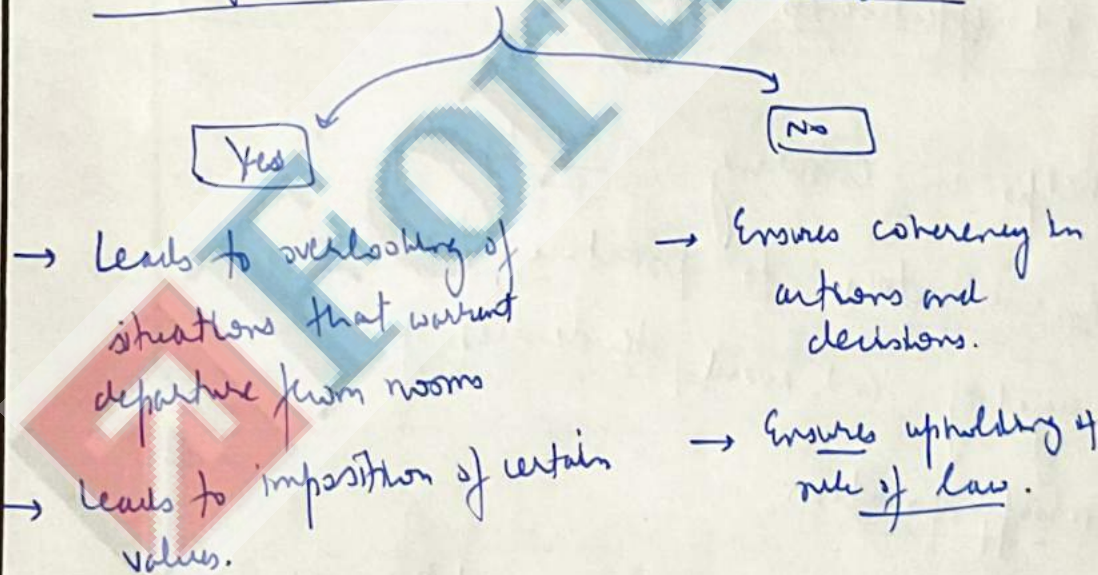 Yes
→ Leads to overlooking of
situations that warrant
departure from norms
→ Leads to imposition of certain
values.
No
→ Ensures coherency in
actions and
decisions.
→ Ensures upholding of
rule of law.
For